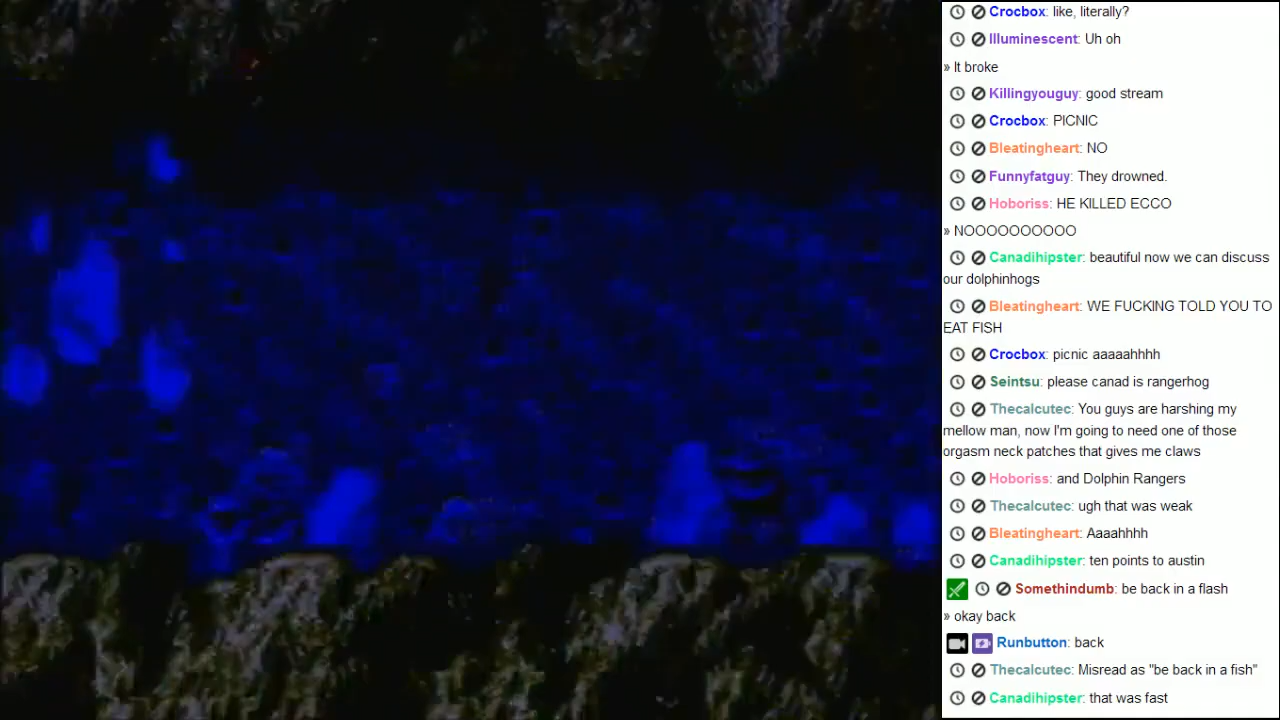 Crocbox: like, literally?
Illuminescent: Uh oh
» It broke
Killingyouguy: good stream
Crocbox: PICNIC
Bleatingheart: NO
Funnyfatguy: They drowned.
Hoboriss: HE KILLED ECCO
» NOOOOOOOOOO
Canadihipster: beautiful now we can discuss
our dolphinhogs
Bleatingheart: WE FUCKING TOLD YOU TO
EAT FISH
Crocbox: picnic aaaaahhhh
Seintsu: please canad is rangerhog
Thecalcutec: You guys are harshing my
mellow man, now I'm going to need one of those
orgasm neck patches that gives me claws
Hoboriss: and Dolphin Rangers
Thecalcutec: ugh that was weak
Bleatingheart: Aaaahhhh
Canadihipster: ten points to austin
Somethindumb: be back in a flash
» okay back
Runbutton: back
Thecalcutec: Misread as "be back in a fish"
Canadihipster: that was fast